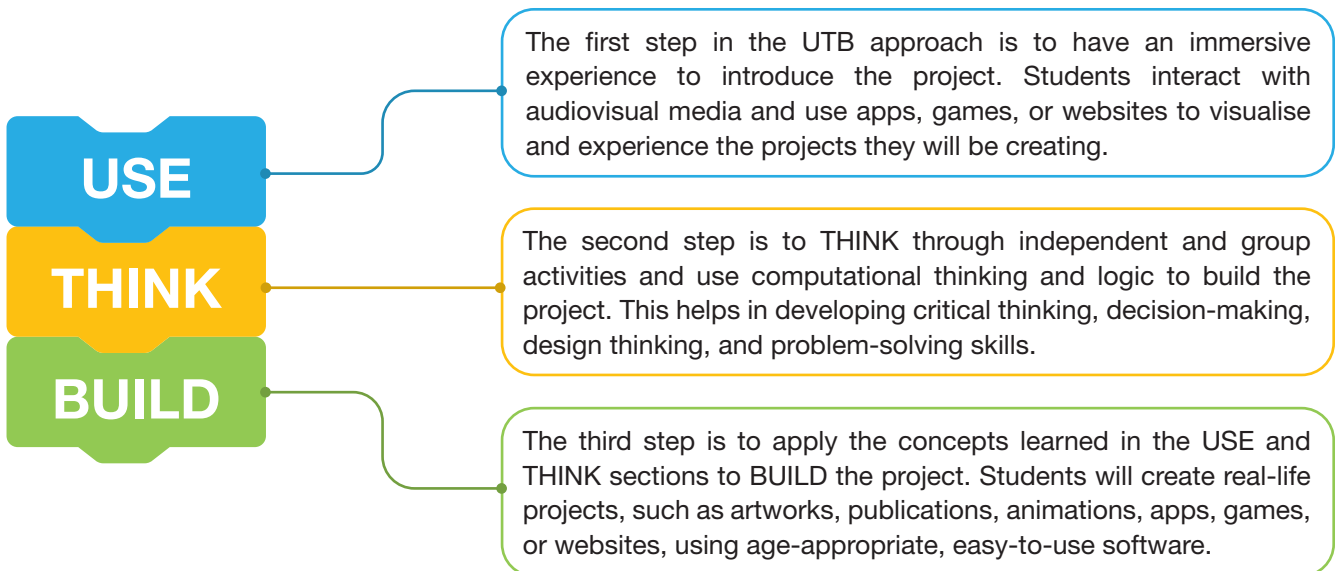 USE
The first step in the UTB approach is to have an immersive
experience to introduce the project. Students interact with
audiovisual media and use apps, games, or websites to visualise
and experience the projects they will be creating.
THINK
The second step is to THINK through independent and group
activities and use computational thinking and logic to build the
project. This helps in developing critical thinking, decision-making,
design thinking, and problem-solving skills.
BUILD
The third step is to apply the concepts learned in the USE and
THINK sections to BUILD the project. Students will create real-life
projects, such as artworks, publications, animations, apps, games,
or websites, using age-appropriate, easy-to-use software.